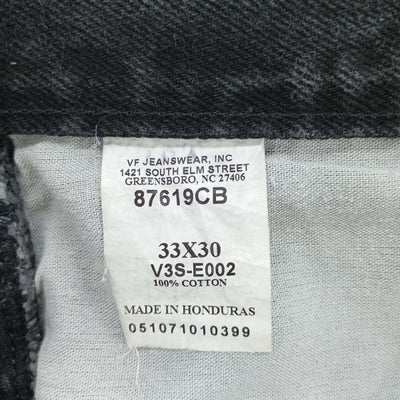 VF JEANSWEAR, INC
1421 SOUTH ELM STREET
GREENSBORO, NC 27406
87619CB
33X30
V3S-E002
100% COTTON
MADE IN HONDURAS
051071010399